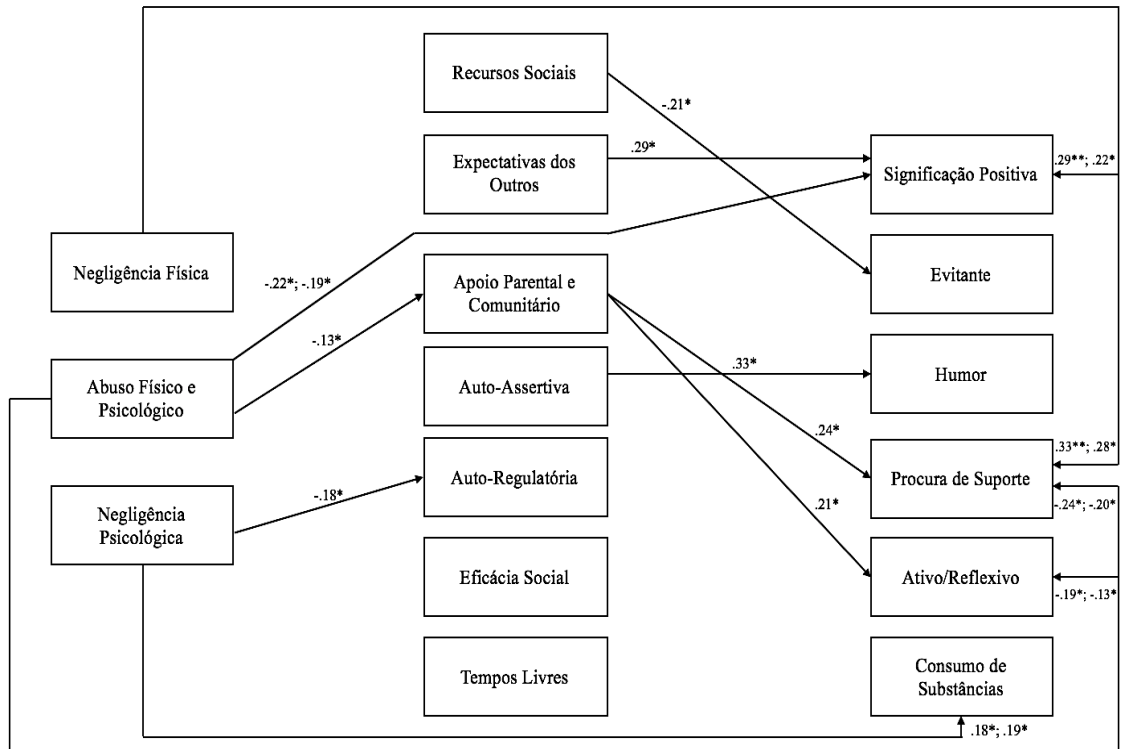 Recursos Sociais
-.21*
Expectativas dos
Outros
.29*
Significação Positiva
.29**; .22*
Negligência Física
-.22*; -.19*
Apoio Parental e
Comunitário
Evitante
-.13*
Abuso Físico e
Psicológico
Auto-Assertiva
.33*
Humor
.24*
.33**; .28*
Auto-Regulatória
Procura de Suporte
-.18*
-.24*; -.20*
Negligência
Psicológica
.21*
Eficácia Social
Ativo/Reflexivo
-.19*; -.13*
Tempos Livres
Consumo de
Substâncias
.18*; .19*